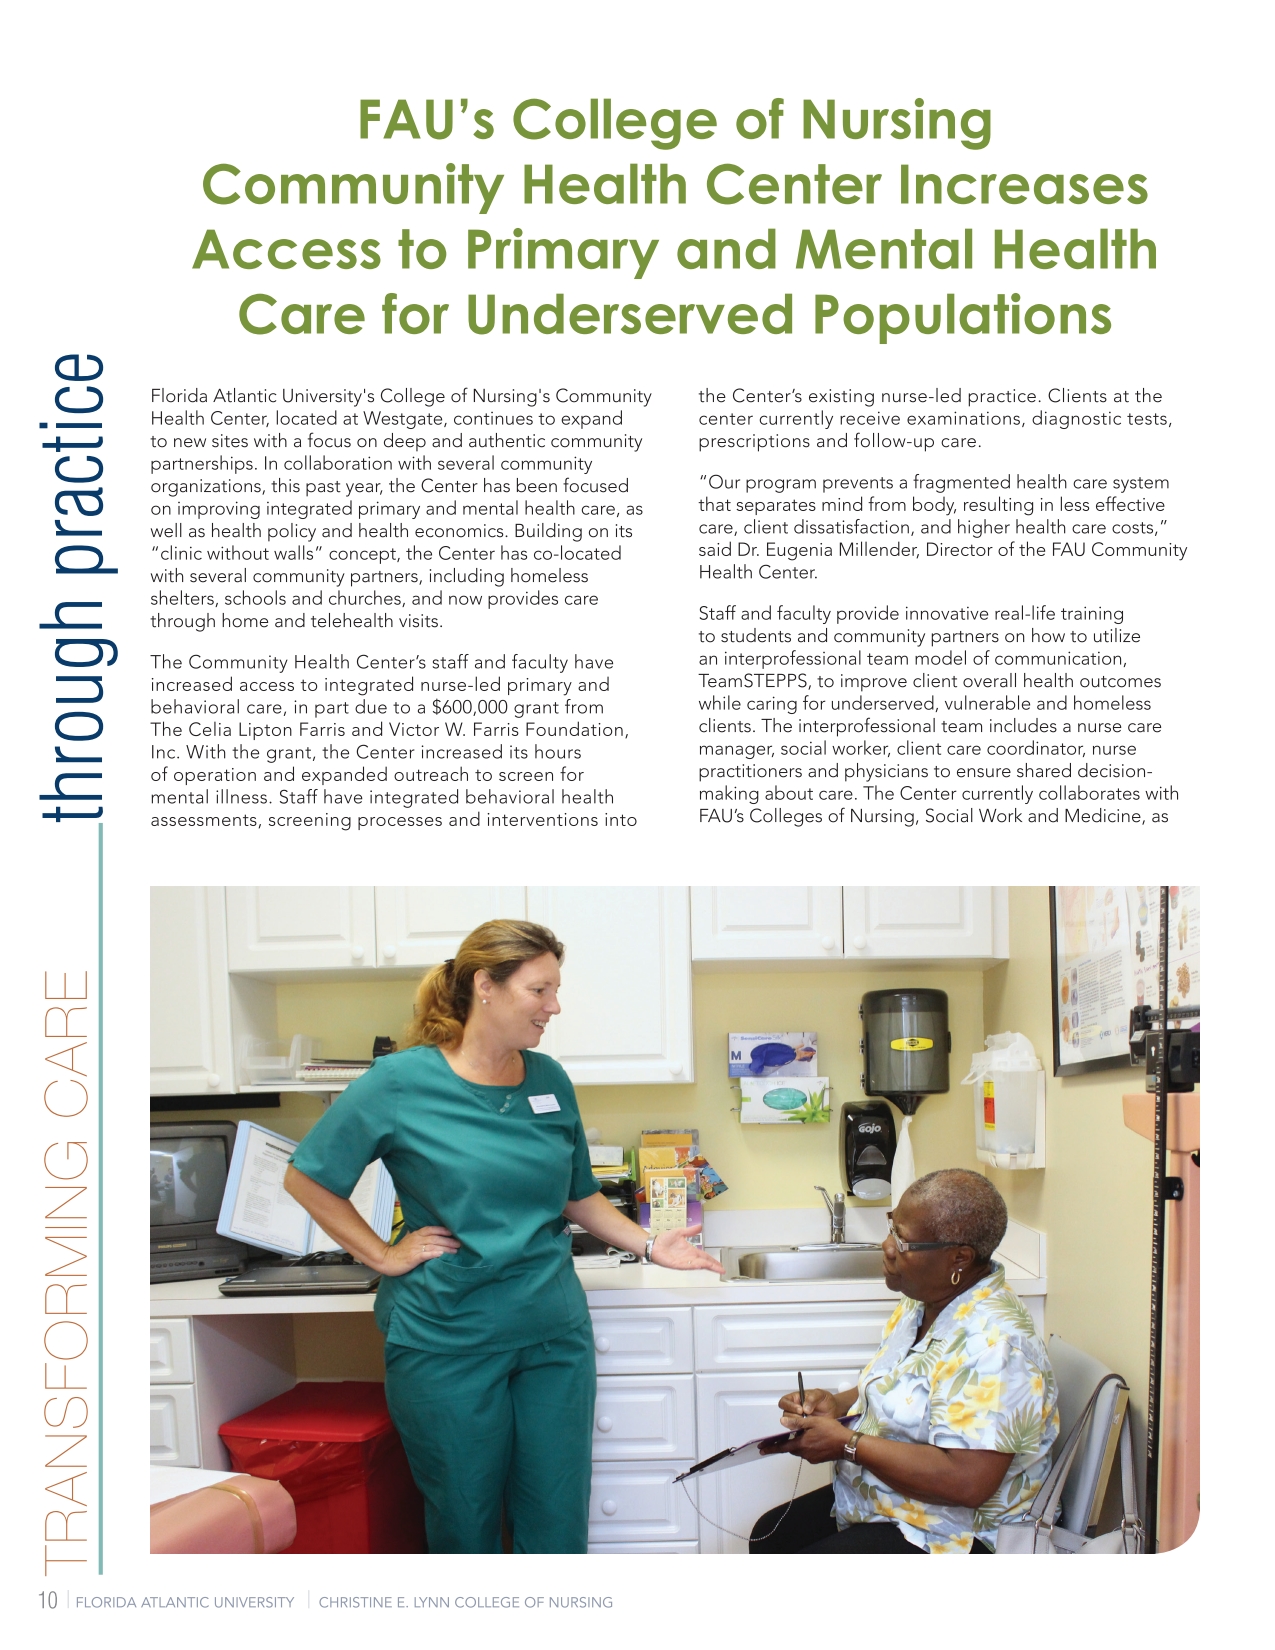 FAU’s College of Nursing
Community Health Center Increases
Access to Primary and Mental Health
Care for Underserved Populations
through practice
TRANSFORMING CARE
Florida Atlantic University's College of Nursing's Community
Health Center, located at Westgate, continues to expand
to new sites with a focus on deep and authentic community
partnerships. In collaboration with several community
organizations, this past year, the Center has been focused
on improving integrated primary and mental health care, as
well as health policy and health economics. Building on its
“clinic without walls” concept, the Center has co-located
with several community partners, including homeless
shelters, schools and churches, and now provides care
through home and telehealth visits.
The Community Health Center’s staff and faculty have
increased access to integrated nurse-led primary and
behavioral care, in part due to a $600,000 grant from
The Celia Lipton Farris and Victor W. Farris Foundation,
Inc. With the grant, the Center increased its hours
of operation and expanded outreach to screen for
mental illness. Staff have integrated behavioral health
assessments, screening processes and interventions into
the Center’s existing nurse-led practice. Clients at the
center currently receive examinations, diagnostic tests,
prescriptions and follow-up care.
“Our program prevents a fragmented health care system
that separates mind from body, resulting in less effective
care, client dissatisfaction, and higher health care costs,”
said Dr. Eugenia Millender, Director of the FAU Community
Health Center.
Staff and faculty provide innovative real-life training
to students and community partners on how to utilize
an interprofessional team model of communication,
TeamSTEPPS, to improve client overall health outcomes
while caring for underserved, vulnerable and homeless
clients. The interprofessional team includes a nurse care
manager, social worker, client care coordinator, nurse
practitioners and physicians to ensure shared decision-
making about care. The Center currently collaborates with
FAU’s Colleges of Nursing, Social Work and Medicine, as
M
GOJO
10 FLORIDA ATLANTIC UNIVERSITY CHRISTINE E. LYNN COLLEGE OF NURSING